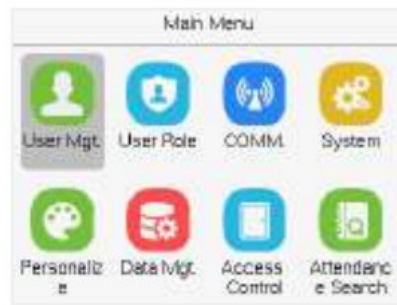 Main Menu
User Mgt. User Role COMM. System
Personaliz Data Mgt. Access Attendanc
e Control e Search